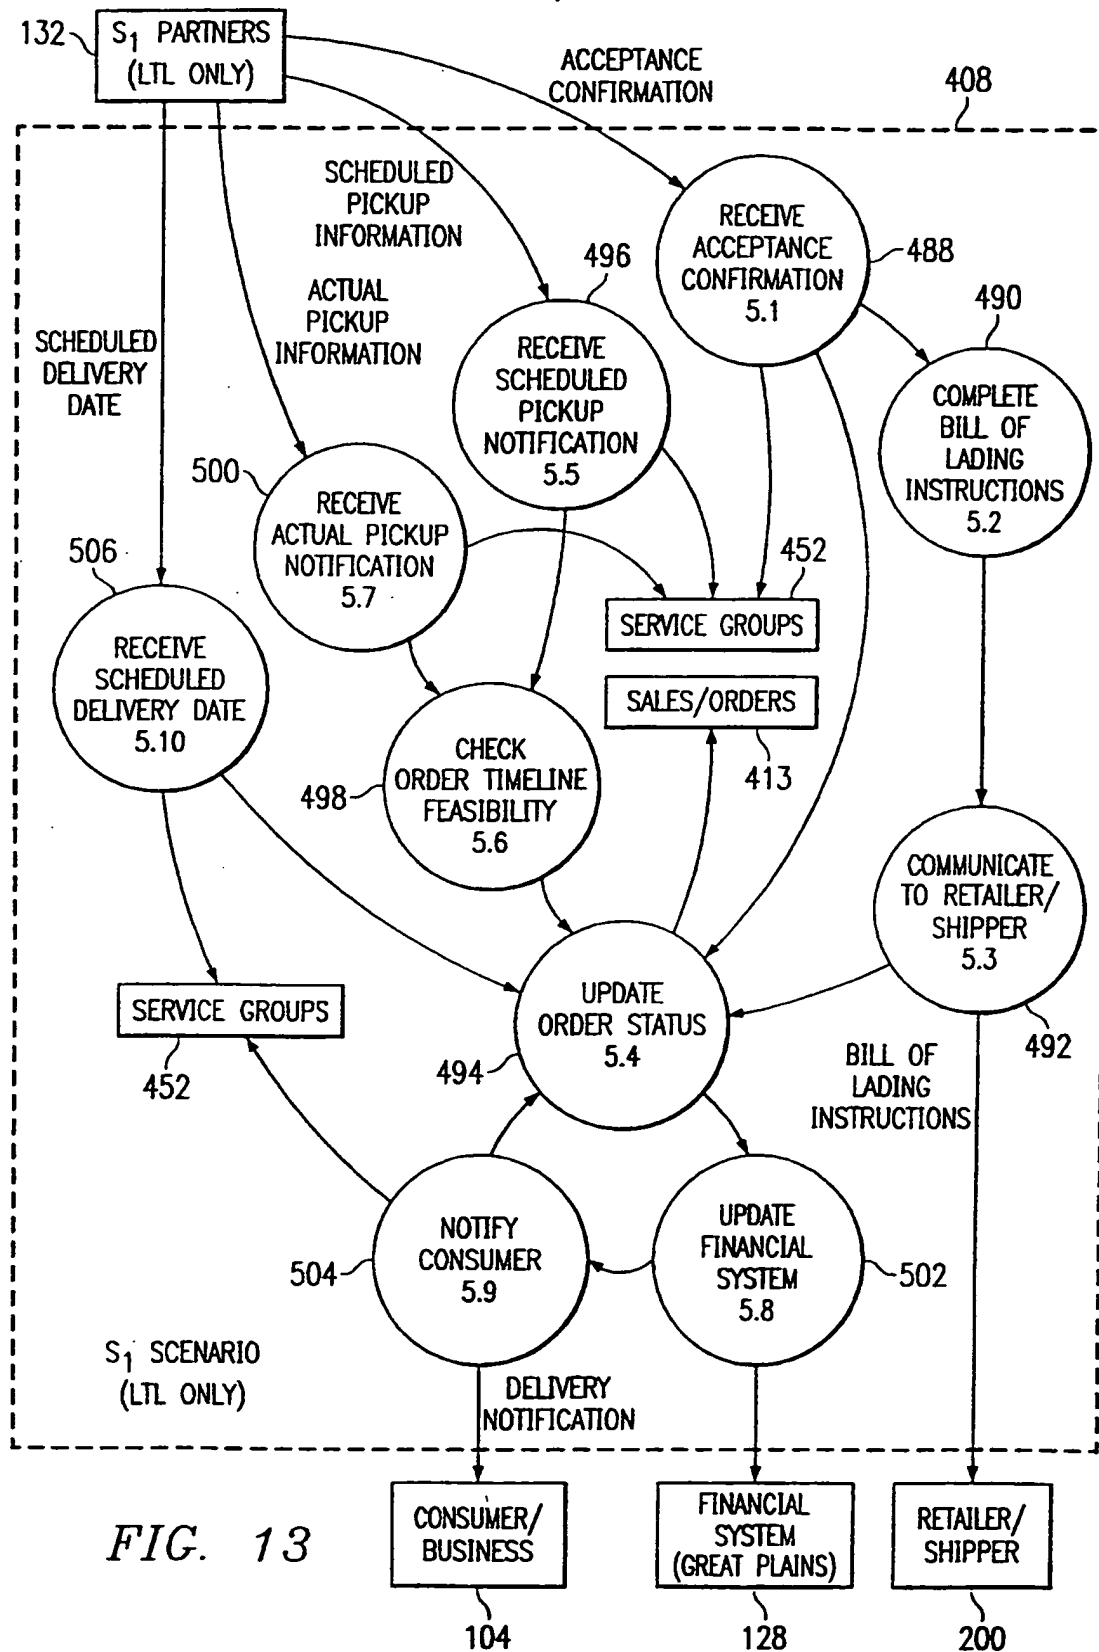 132
S1 PARTNERS
(LTL ONLY)
ACCEPTANCE
CONFIRMATION
408
SCHEDULED
PICKUP
INFORMATION
RECEIVE
ACCEPTANCE
CONFIRMATION
5.1
488
496
ACTUAL
PICKUP
INFORMATION
490
SCHEDULED
DELIVERY
DATE
RECEIVE
SCHEDULED
PICKUP
NOTIFICATION
5.5
COMPLETE
BILL OF
LADING
INSTRUCTIONS
5.2
500
RECEIVE
ACTUAL PICKUP
NOTIFICATION
5.7
506
452
SERVICE GROUPS
RECEIVE
SCHEDULED
DELIVERY DATE
5.10
SALES/ORDERS
413
CHECK
ORDER TIMELINE
FEASIBILITY
5.6
498
COMMUNICATE
TO RETAILER/
SHIPPER
5.3
492
SERVICE GROUPS
452
UPDATE
ORDER STATUS
5.4
494
BILL OF
LADING
INSTRUCTIONS
NOTIFY
CONSUMER
5.9
504
UPDATE
FINANCIAL
SYSTEM
5.8
502
S1 SCENARIO
(LTL ONLY)
DELIVERY
NOTIFICATION
FIG. 13
CONSUMER/
BUSINESS
FINANCIAL
SYSTEM
(GREAT PLAINS)
RETAILER/
SHIPPER
104
128
200